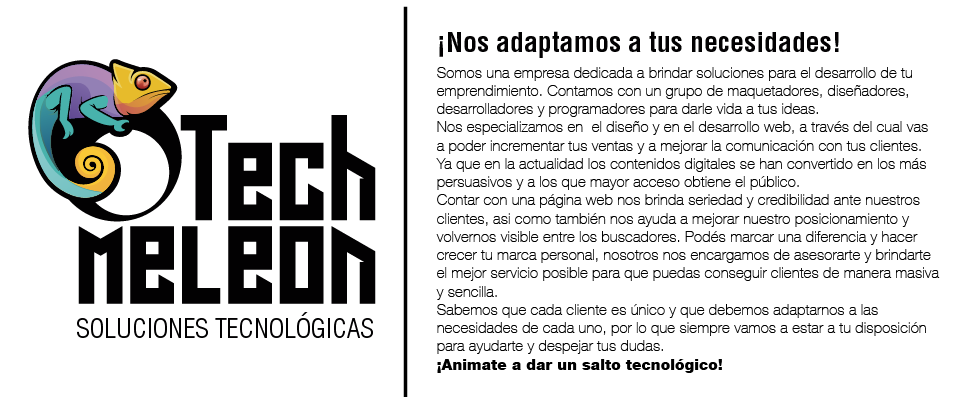 Tech
meleon
SOLUCIONES TECNOLÓGICAS
¡Nos adaptamos a tus necesidades!
Somos una empresa dedicada a brindar soluciones para el desarrollo de tu
emprendimiento. Contamos con un grupo de maquetadores, diseñadores,
desarrolladores y programadores para darle vida a tus ideas.
Nos especializamos en  el diseño y en el desarrollo web, a través del cual vas
a poder incrementar tus ventas y a mejorar la comunicación con tus clientes.
Ya que en la actualidad los contenidos digitales se han convertido en los más
persuasivos y a los que mayor acceso obtiene el público.
Contar con una página web nos brinda seriedad y credibilidad ante nuestros
clientes, asi como también nos ayuda a mejorar nuestro posicionamiento y
volvernos visible entre los buscadores. Podés marcar una diferencia y hacer
crecer tu marca personal, nosotros nos encargamos de asesorarte y brindarte
el mejor servicio posible para que puedas conseguir clientes de manera masiva
y sencilla.
Sabemos que cada cliente es único y que debemos adaptarnos a las
necesidades de cada uno, por lo que siempre vamos a estar a tu disposición
para ayudarte y despejar tus dudas.
¡Animate a dar un salto tecnológico!